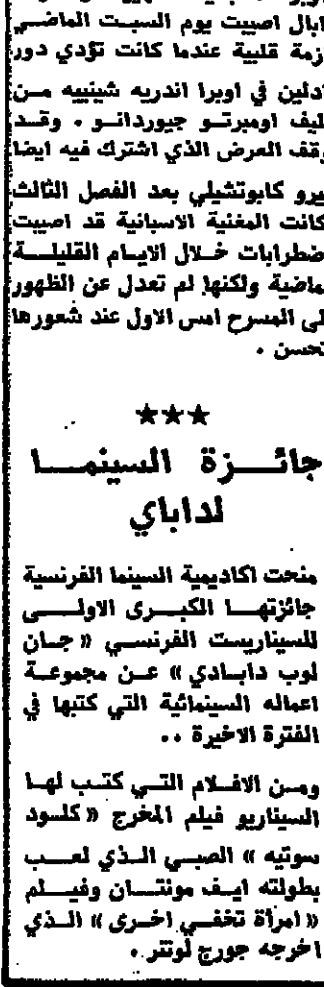 ابال اصيبت يوم السبت الماضي
زمة قلبية عندما كانت تؤدي دور
دلين في اوبرا اندريه شينييه من
ليف اومبرتو جيوردانو . وقد
وقف العرض الذي اشترك فيه ايضا
يرو كابوتشيلي بعد الفصل الثالث
كانت المغنية الاسبانية قد اصيبت
ضطرابات خلال الايام القليلة
ماضية ولكنها لم تعدل عن الظهور
لى المسرح امس الاول عند شعورها
تحسن .
★★★
جائزة السينما
لداباي
منحت اكاديمية السينما الفرنسية
جائزتها الكبرى الاولى
للسيناريست الفرنسي « جان
لوب دابادي » عن مجموعة
اعماله السينمائية التي كتبها في
الفترة الاخيرة ..
ومن الافلام التي كتب لها
السيناريو فيلم المخرج « كلسود
سوتيه » الصبي الذي لعب
بطولته ايف مونتان وفيلم
« امرأة تخفي اخرى » الذي
اخرجه جورج لوتنر .